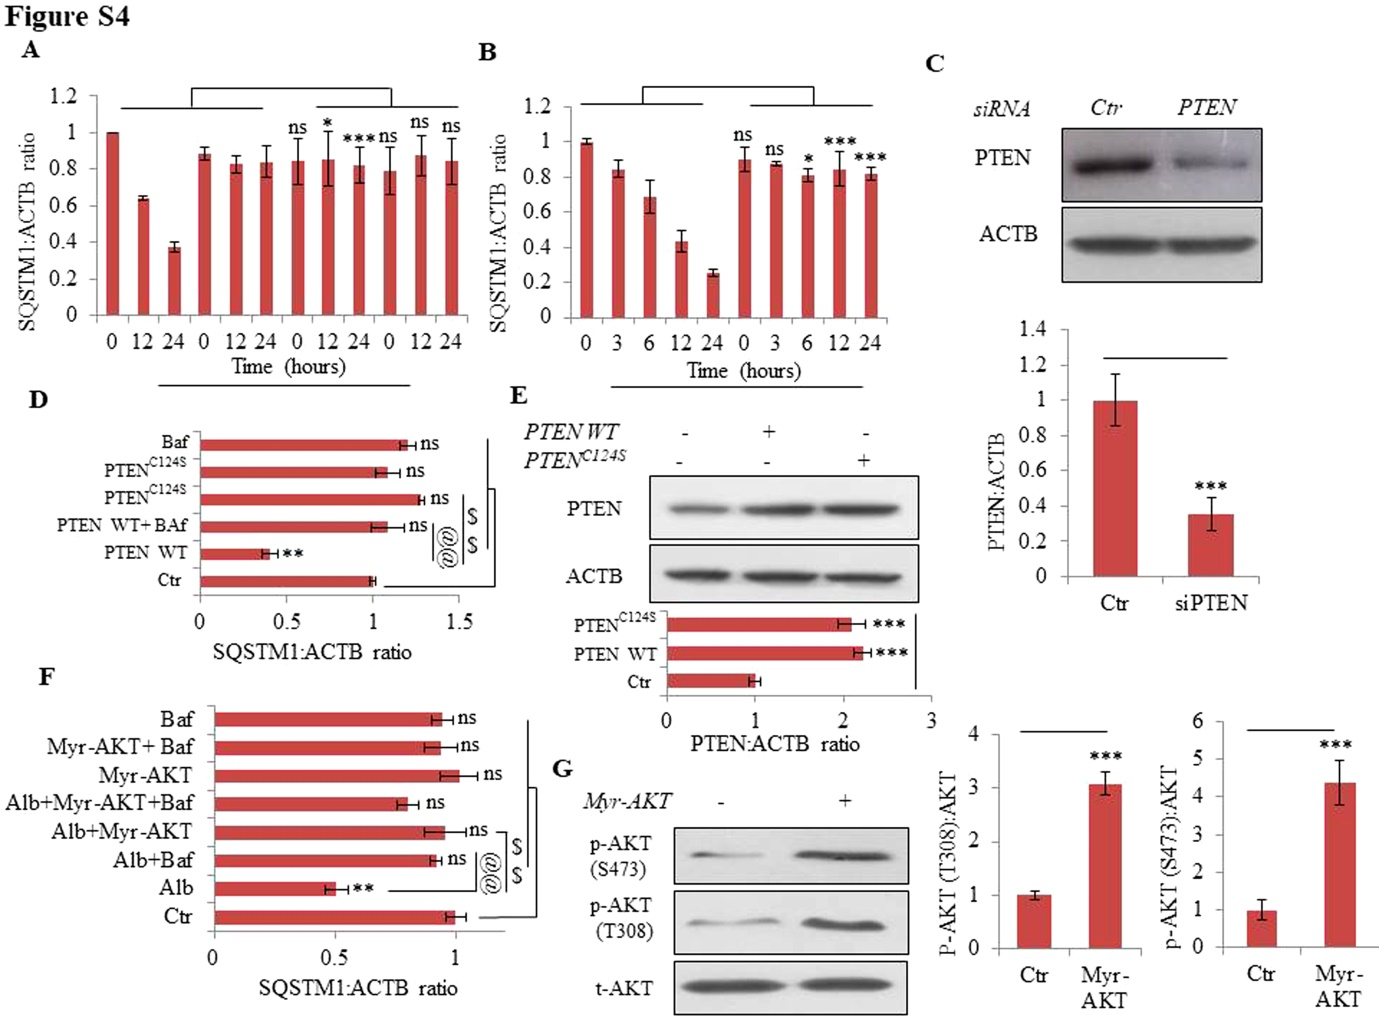 Figure S4
A
SQSTM1:ACTB ratio
1.2
1
0.8
0.6
0.4
0.2
0
ns * *** ns ns ns
0 12 24 0 12 24 0 12 24 0 12 24
Time (hours)
B
SQSTM1:ACTB ratio
1.2
1
0.8
0.6
0.4
0.2
0
ns ns * *** ***
0 3 6 12 24 0 3 6 12 24
Time (hours)
C
siRNA Ctr PTEN
PTEN
ACTB
PTEN:ACTB
1.4
1.2
1
0.8
0.6
0.4
0.2
0
***
Ctr siPTEN
D
Baf ns
PTEN^C124S ns
PTEN^C124S ns
PTEN WT+BAf ns
PTEN WT **
Ctr
@@
$$
0 0.5 1 1.5
SQSTM1:ACTB ratio
E
PTEN WT - + -
PTEN^C124S - - +
PTEN
ACTB
PTEN^C124S ***
PTEN WT ***
Ctr
0 1 2 3
PTEN:ACTB ratio
F
Baf ns
Myr-AKT+ Baf ns
Myr-AKT ns
Alb+Myr-AKT+Baf ns
Alb+Myr-AKT ns
Alb+Baf ns
Alb **
Ctr
@@
$$
0 0.5 1
SQSTM1:ACTB ratio
G
Myr-AKT - +
p-AKT
(S473)
p-AKT
(T308)
t-AKT
P-AKT (T308):AKT
4
3
2
1
0
***
Ctr Myr-
AKT
p-AKT (S473):AKT
6
5
4
3
2
1
0
***
Ctr Myr-
AKT